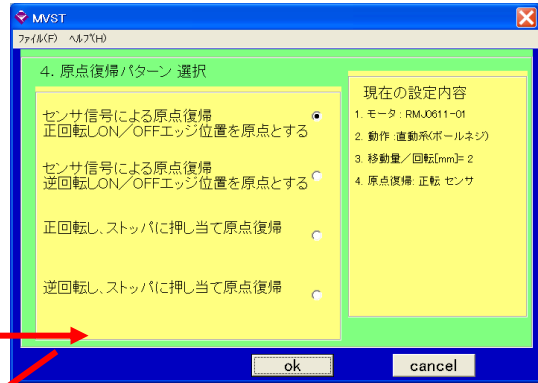 MVST
ファイル(F) ヘルプ(H)
4. 原点復帰パターン 選択
センサ信号による原点復帰
正回転しON／OFFエッジ位置を原点とする
センサ信号による原点復帰
逆回転しON／OFFエッジ位置を原点とする
正回転し、ストッパに押し当て原点復帰
逆回転し、ストッパに押し当て原点復帰
現在の設定内容
1. モータ : RMJ0611-01
2. 動作 :直動系(ボールネジ)
3. 移動量／回転[mm]= 2
4. 原点復帰: 正転 センサ
ok
cancel